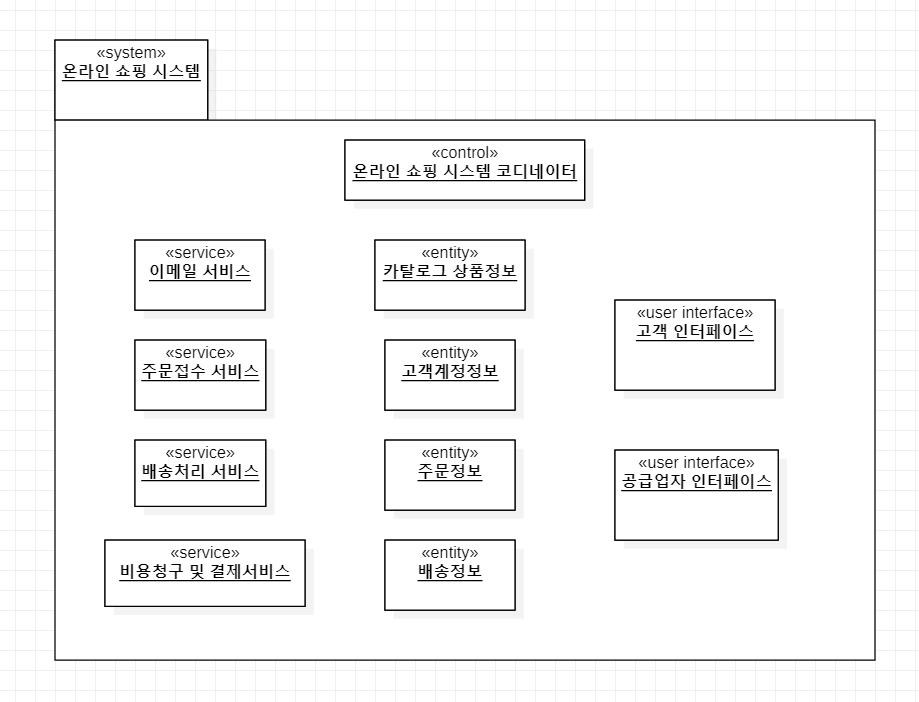 «system»
온라인 쇼핑 시스템
«control»
온라인 쇼핑 시스템 코디네이터
«service»
이메일 서비스
«entity»
카탈로그 상품정보
«user interface»
고객 인터페이스
«service»
주문접수 서비스
«entity»
고객계정정보
«service»
배송처리 서비스
«entity»
주문정보
«user interface»
공급업자 인터페이스
«service»
비용청구 및 결제서비스
«entity»
배송정보